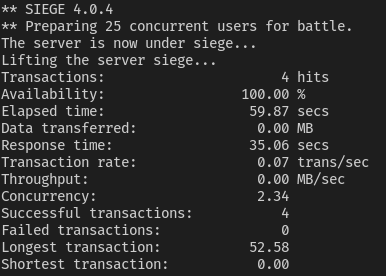 ** SIEGE 4.0.4
** Preparing 25 concurrent users for battle.
The server is now under siege...
Lifting the server siege...
Transactions: 4 hits
Availability: 100.00 %
Elapsed time: 59.87 secs
Data transferred: 0.00 MB
Response time: 35.06 secs
Transaction rate: 0.07 trans/sec
Throughput: 0.00 MB/sec
Concurrency: 2.34
Successful transactions: 4
Failed transactions: 0
Longest transaction: 52.58
Shortest transaction: 0.00